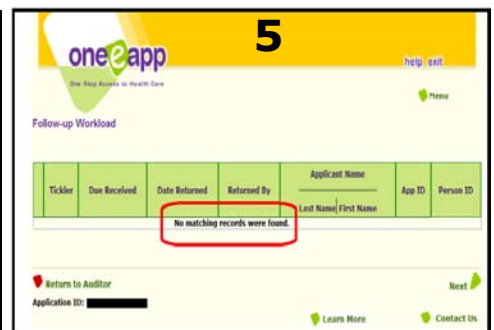 5
one e app
One Stop Access to Health Care
help exit
Menu
Follow-up Workload
Tickler Due Received Date Returned Returned By Applicant Name App ID Person ID
Last Name First Name
No matching records were found.
Return to Auditor Next
Application ID:
Learn More Contact Us